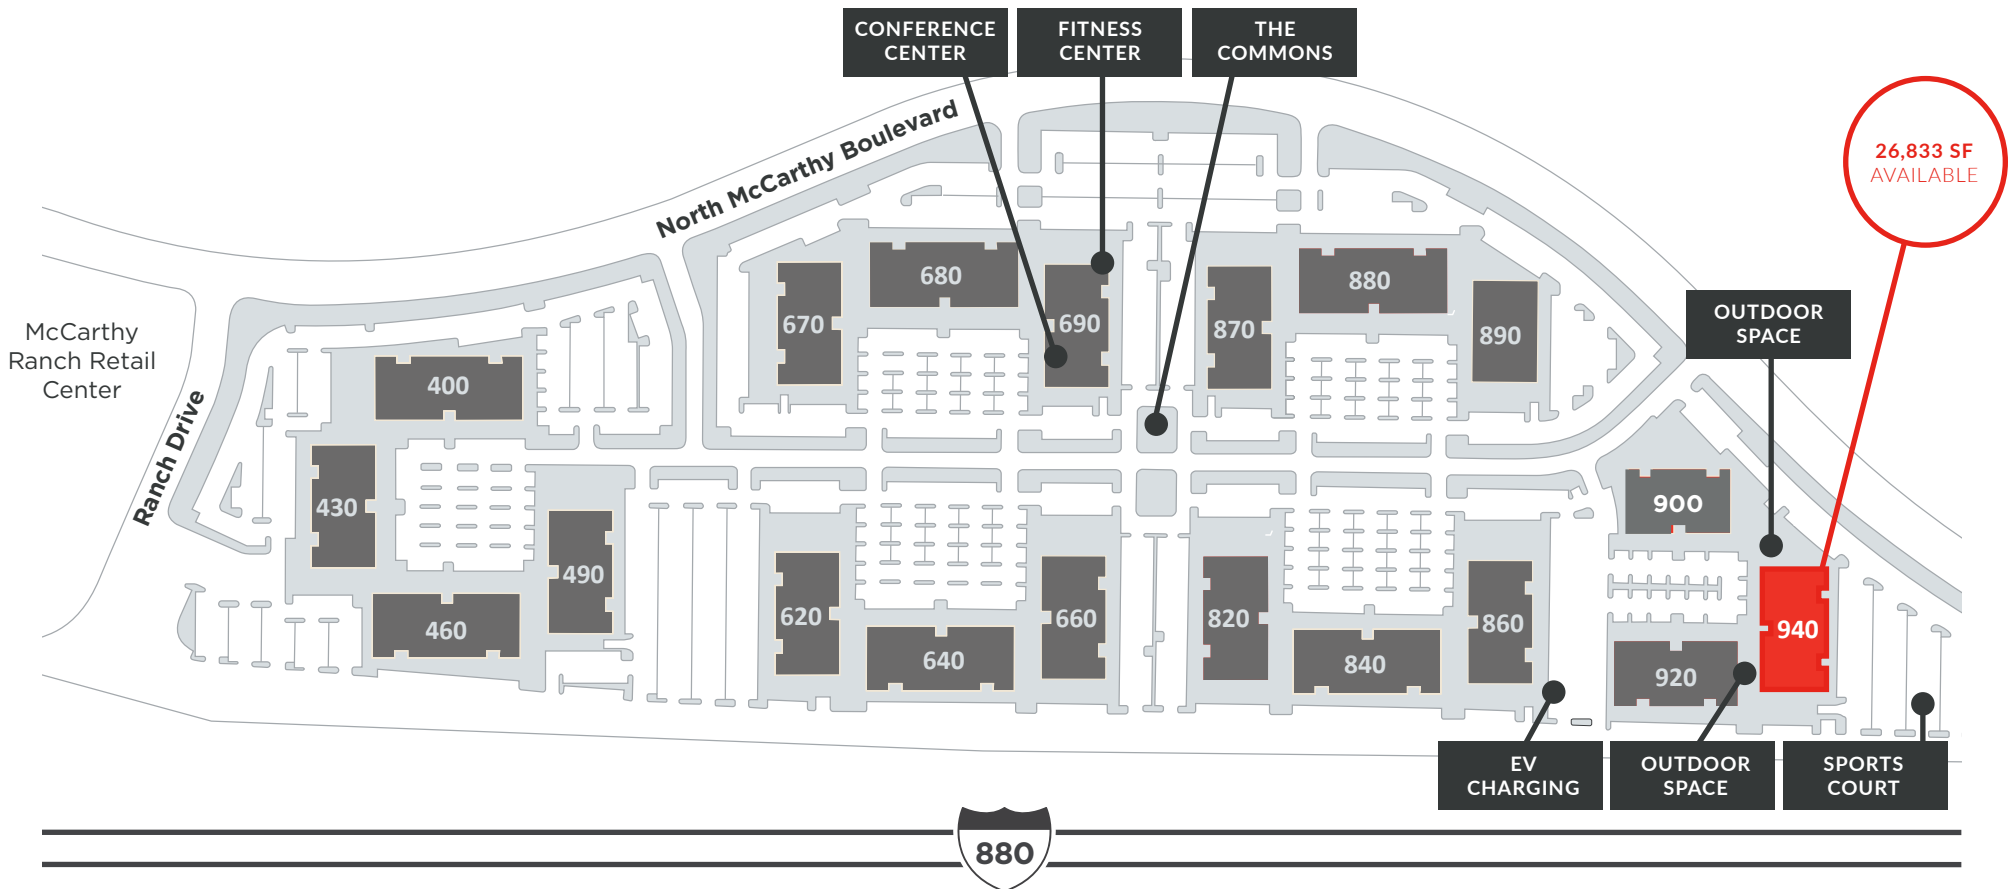 CONFERENCE
CENTER
FITNESS
CENTER
THE
COMMONS
North McCarthy Boulevard
26,833 SF
AVAILABLE
OUTDOOR
SPACE
McCarthy
Ranch Retail
Center
Ranch Drive
680
670
690
870
880
890
400
430
490
460
620
640
660
820
840
860
900
920
940
EV
CHARGING
OUTDOOR
SPACE
SPORTS
COURT
880